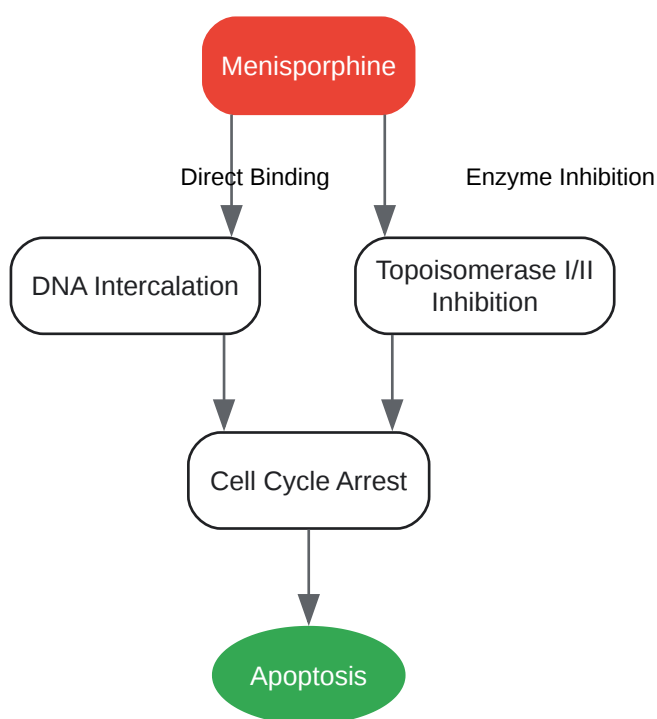 Menisporphine
Direct Binding
Enzyme Inhibition
DNA Intercalation
Topoisomerase I/II
Inhibition
Cell Cycle Arrest
Apoptosis